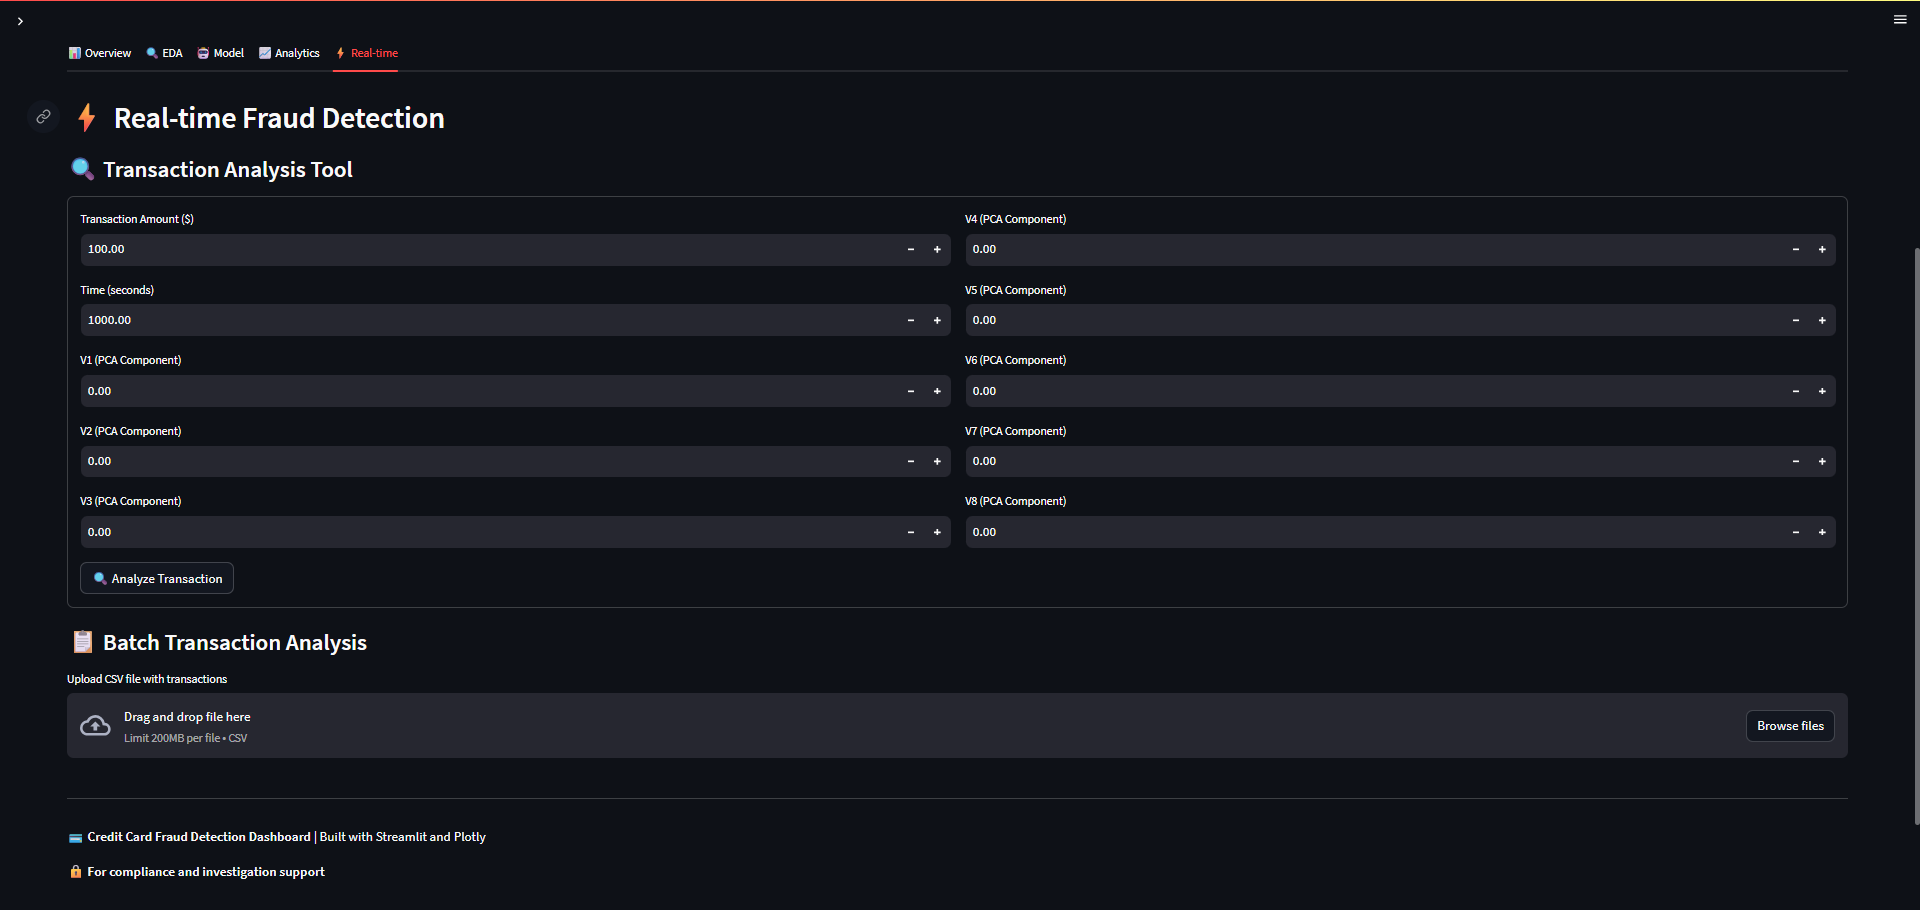 Overview EDA Model Analytics Real-time
Real-time Fraud Detection
Transaction Analysis Tool
Transaction Amount ($)
100.00
Time (seconds)
1000.00
V1 (PCA Component)
0.00
V2 (PCA Component)
0.00
V3 (PCA Component)
0.00
V4 (PCA Component)
0.00
V5 (PCA Component)
0.00
V6 (PCA Component)
0.00
V7 (PCA Component)
0.00
V8 (PCA Component)
0.00
Analyze Transaction
Batch Transaction Analysis
Upload CSV file with transactions
Drag and drop file here
Limit 200MB per file • CSV
Browse files
Credit Card Fraud Detection Dashboard | Built with Streamlit and Plotly
For compliance and investigation support